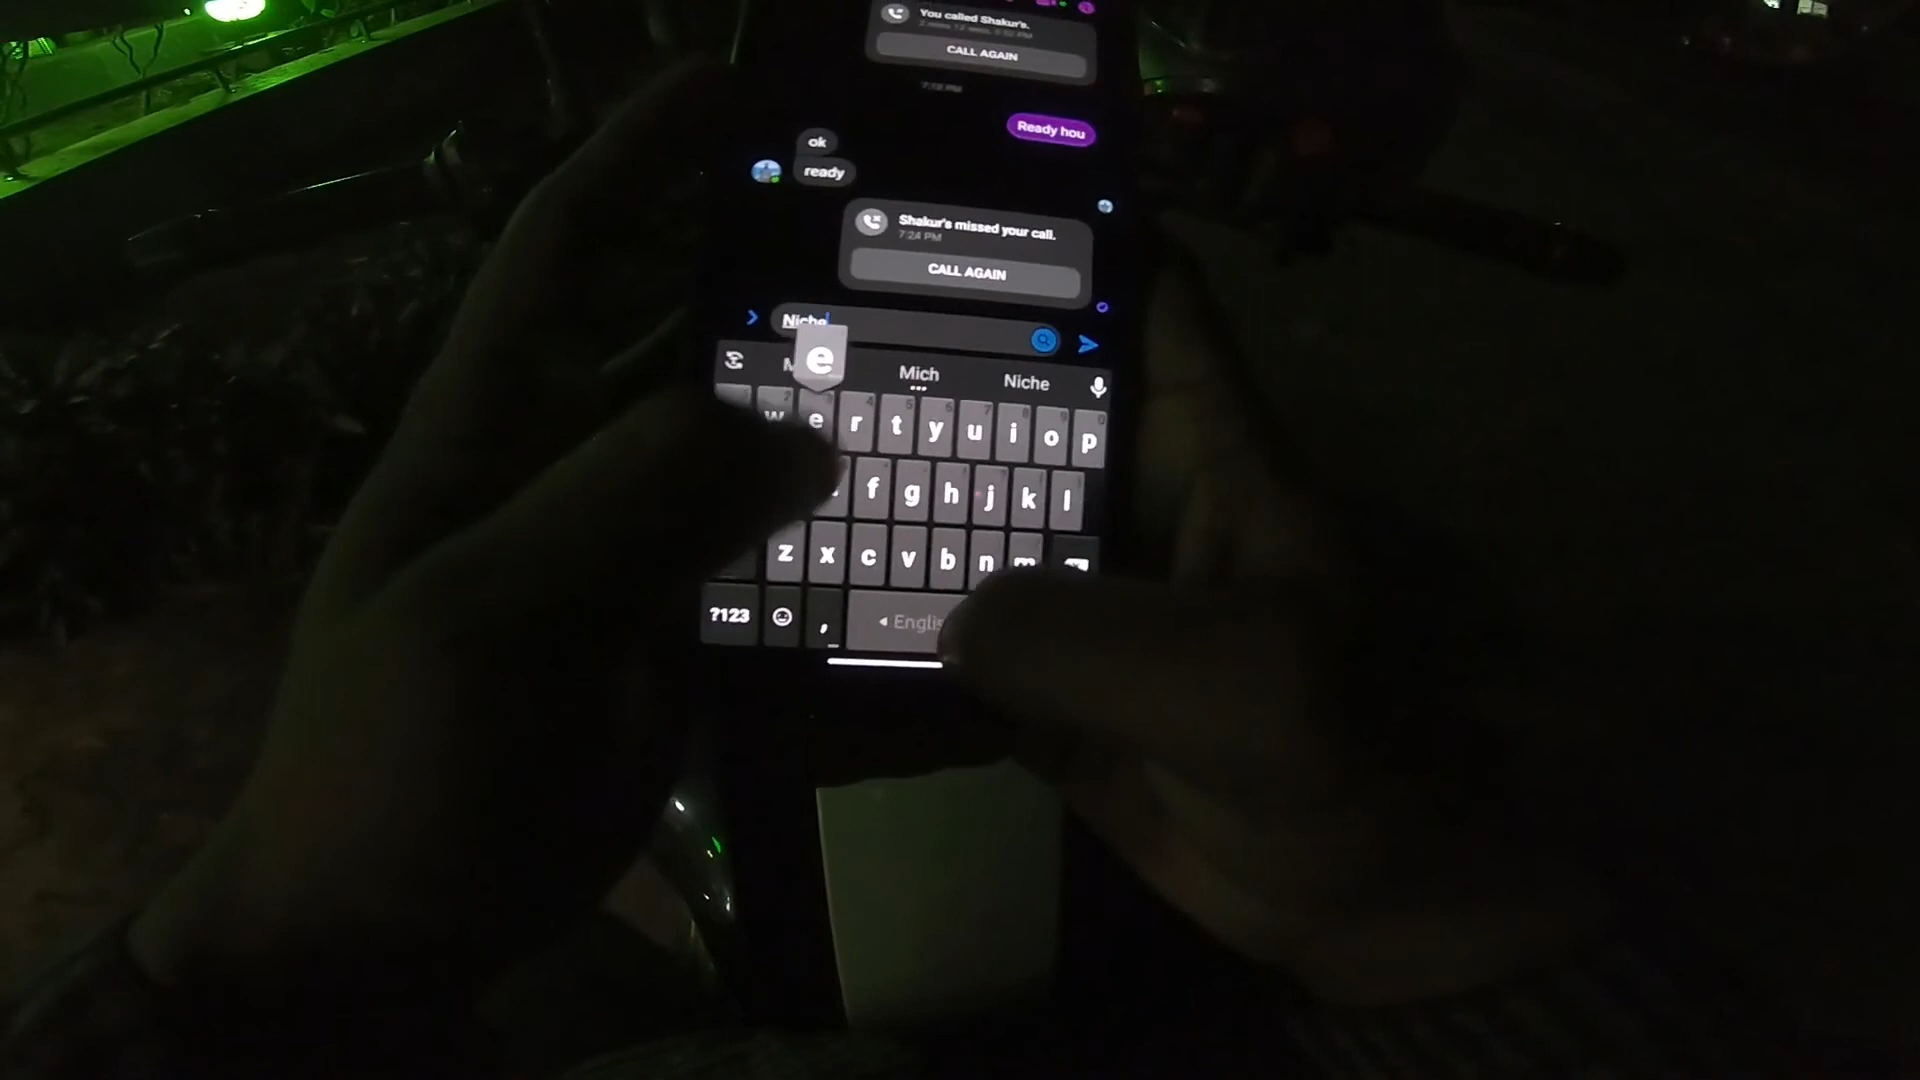 You called Shakur's.
CALL AGAIN
Ready hou
ok
ready
Shakur's missed your call.
7:24 PM
CALL AGAIN
Niche
e
Mich
Niche
w e r t y u i o p
f g h j k l
z x c v b n m
?123
,